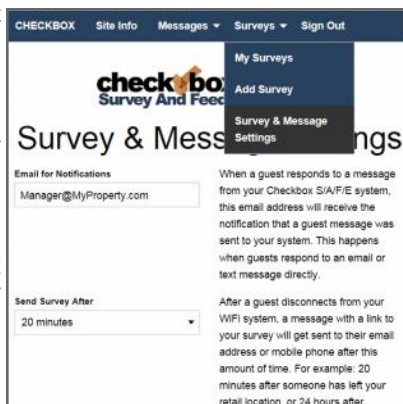 CHECKBOX Site Info Messages Surveys Sign Out
My Surveys
Add Survey
Survey & Message
Settings
check bo
Survey And Feed
Survey & Mess ngs
Email for Notifications
Manager@MyProperty.com
When a guest responds to a message
from your Checkbox S/A/F/E system,
this email address will receive the
notification that a guest message was
sent to your system. This happens
when guests respond to an email or
text message directly.
Send Survey After
20 minutes
After a guest disconnects from your
WiFi system, a message with a link to
your survey will get sent to their email
address or mobile phone after this
amount of time. For example: 20
minutes after someone has left your
retail location, or 24 hours after